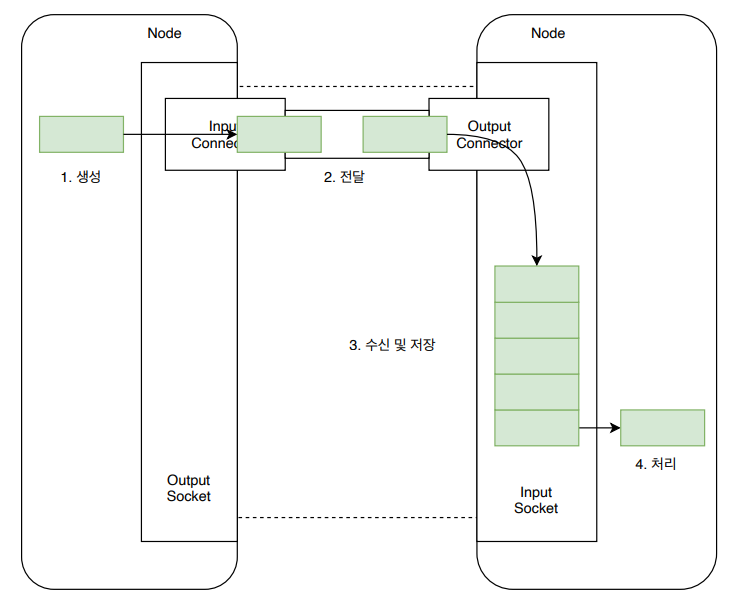 Node
Node
Input
Connec
Output
Connector
1. 생성
2. 전달
3. 수신 및 저장
4. 처리
Output
Socket
Input
Socket